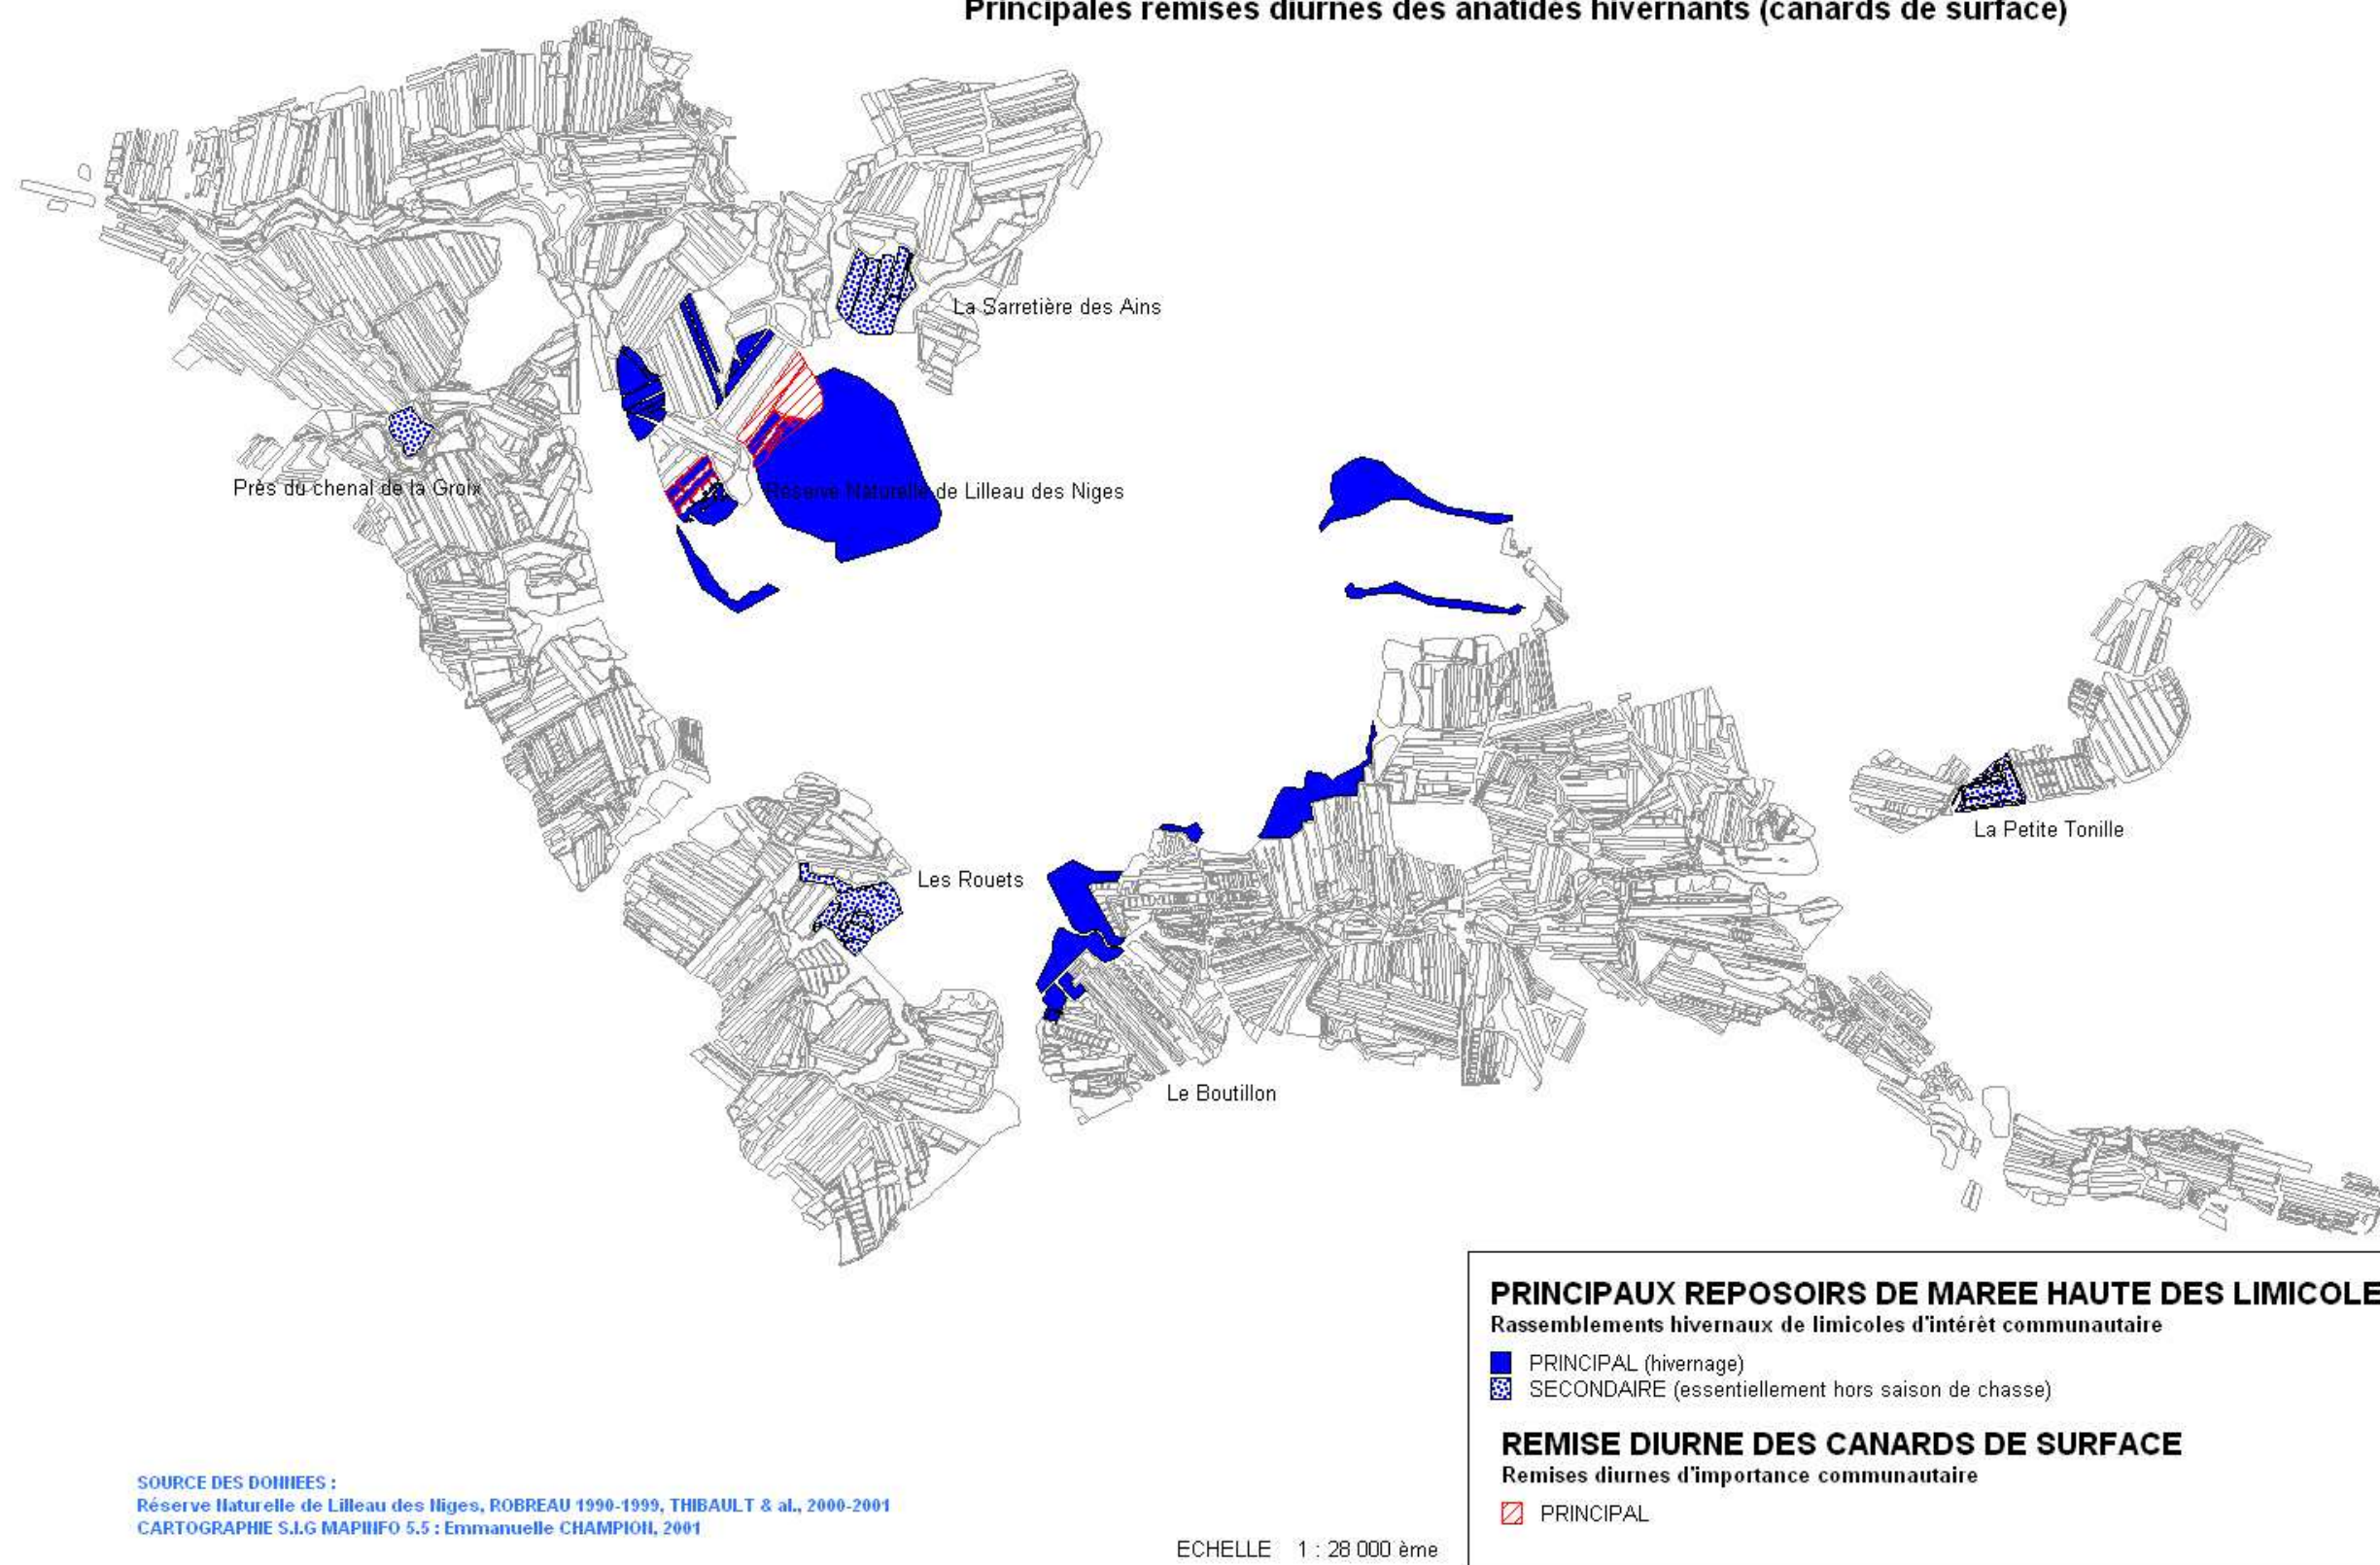 Principales remises diurnes des anatidés hivernants (canards de surface)
La Sarretière des Ains
Près du chenal de la Groix
Réserve Naturelle de Lilleau des Niges
La Petite Tonille
Les Rouets
Le Boutillon
PRINCIPAUX REPOSOIRS DE MAREE HAUTE DES LIMICOLE
Rassemblements hivernaux de limicoles d'intérêt communautaire
PRINCIPAL (hivernage)
SECONDAIRE (essentiellement hors saison de chasse)
REMISE DIURNE DES CANARDS DE SURFACE
Remises diurnes d'importance communautaire
PRINCIPAL
SOURCE DES DONNEES :
Réserve Naturelle de Lilleau des Niges, ROBREAU 1990-1999, THIBAULT & al., 2000-2001
CARTOGRAPHIE S.I.G MAPINFO 5.5 : Emmanuelle CHAMPION, 2001
ECHELLE 1 : 28 000 ème